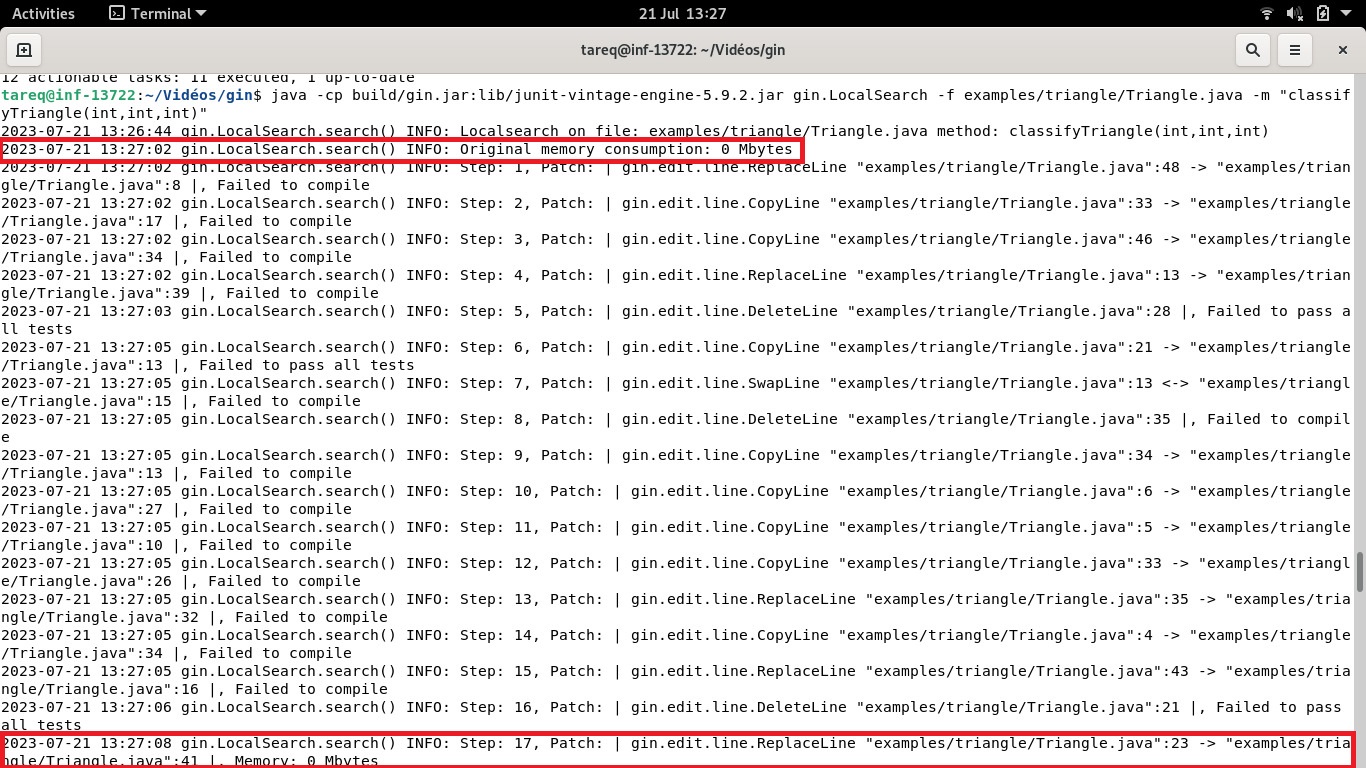 Activities
Terminal
21 Jul 13:27
tareq@inf-13722: ~/Vidéos/gin
12 actionable tasks: 11 executed, 1 up-to-date
tareq@inf-13722:~/Vidéos/gin$ java -cp build/gin.jar:lib/junit-vintage-engine-5.9.2.jar gin.LocalSearch -f examples/triangle/Triangle.java -m "classif
yTriangle(int,int,int)"
2023-07-21 13:26:44 gin.LocalSearch.search() INFO: Localsearch on file: examples/triangle/Triangle.java method: classifyTriangle(int,int,int)
2023-07-21 13:27:02 gin.LocalSearch.search() INFO: Original memory consumption: 0 Mbytes
2023-07-21 13:27:02 gin.LocalSearch.search() INFO: Step: 1, Patch: | gin.edit.line.ReplaceLine "examples/triangle/Triangle.java":48 -> "examples/trian
gle/Triangle.java":8 |, Failed to compile
2023-07-21 13:27:02 gin.LocalSearch.search() INFO: Step: 2, Patch: | gin.edit.line.CopyLine "examples/triangle/Triangle.java":33 -> "examples/triangle
/Triangle.java":17 |, Failed to compile
2023-07-21 13:27:02 gin.LocalSearch.search() INFO: Step: 3, Patch: | gin.edit.line.CopyLine "examples/triangle/Triangle.java":46 -> "examples/triangle
/Triangle.java":34 |, Failed to compile
2023-07-21 13:27:02 gin.LocalSearch.search() INFO: Step: 4, Patch: | gin.edit.line.ReplaceLine "examples/triangle/Triangle.java":13 -> "examples/trian
gle/Triangle.java":39 |, Failed to compile
2023-07-21 13:27:03 gin.LocalSearch.search() INFO: Step: 5, Patch: | gin.edit.line.DeleteLine "examples/triangle/Triangle.java":28 |, Failed to pass a
ll tests
2023-07-21 13:27:05 gin.LocalSearch.search() INFO: Step: 6, Patch: | gin.edit.line.CopyLine "examples/triangle/Triangle.java":21 -> "examples/triangle
/Triangle.java":13 |, Failed to pass all tests
2023-07-21 13:27:05 gin.LocalSearch.search() INFO: Step: 7, Patch: | gin.edit.line.SwapLine "examples/triangle/Triangle.java":13 <-> "examples/triangl
e/Triangle.java":15 |, Failed to compile
2023-07-21 13:27:05 gin.LocalSearch.search() INFO: Step: 8, Patch: | gin.edit.line.DeleteLine "examples/triangle/Triangle.java":35 |, Failed to compil
e
2023-07-21 13:27:05 gin.LocalSearch.search() INFO: Step: 9, Patch: | gin.edit.line.CopyLine "examples/triangle/Triangle.java":34 -> "examples/triangle
/Triangle.java":13 |, Failed to compile
2023-07-21 13:27:05 gin.LocalSearch.search() INFO: Step: 10, Patch: | gin.edit.line.CopyLine "examples/triangle/Triangle.java":6 -> "examples/triangle
/Triangle.java":27 |, Failed to compile
2023-07-21 13:27:05 gin.LocalSearch.search() INFO: Step: 11, Patch: | gin.edit.line.CopyLine "examples/triangle/Triangle.java":5 -> "examples/triangle
/Triangle.java":10 |, Failed to compile
2023-07-21 13:27:05 gin.LocalSearch.search() INFO: Step: 12, Patch: | gin.edit.line.CopyLine "examples/triangle/Triangle.java":33 -> "examples/triangl
e/Triangle.java":26 |, Failed to compile
2023-07-21 13:27:05 gin.LocalSearch.search() INFO: Step: 13, Patch: | gin.edit.line.ReplaceLine "examples/triangle/Triangle.java":35 -> "examples/tria
ngle/Triangle.java":32 |, Failed to compile
2023-07-21 13:27:05 gin.LocalSearch.search() INFO: Step: 14, Patch: | gin.edit.line.CopyLine "examples/triangle/Triangle.java":4 -> "examples/triangle
/Triangle.java":34 |, Failed to compile
2023-07-21 13:27:05 gin.LocalSearch.search() INFO: Step: 15, Patch: | gin.edit.line.ReplaceLine "examples/triangle/Triangle.java":43 -> "examples/tria
ngle/Triangle.java":16 |, Failed to compile
2023-07-21 13:27:06 gin.LocalSearch.search() INFO: Step: 16, Patch: | gin.edit.line.DeleteLine "examples/triangle/Triangle.java":21 |, Failed to pass
all tests
2023-07-21 13:27:08 gin.LocalSearch.search() INFO: Step: 17, Patch: | gin.edit.line.ReplaceLine "examples/triangle/Triangle.java":23 -> "examples/tria
ngle/Triangle.java":41 |, Memory: 0 Mbytes